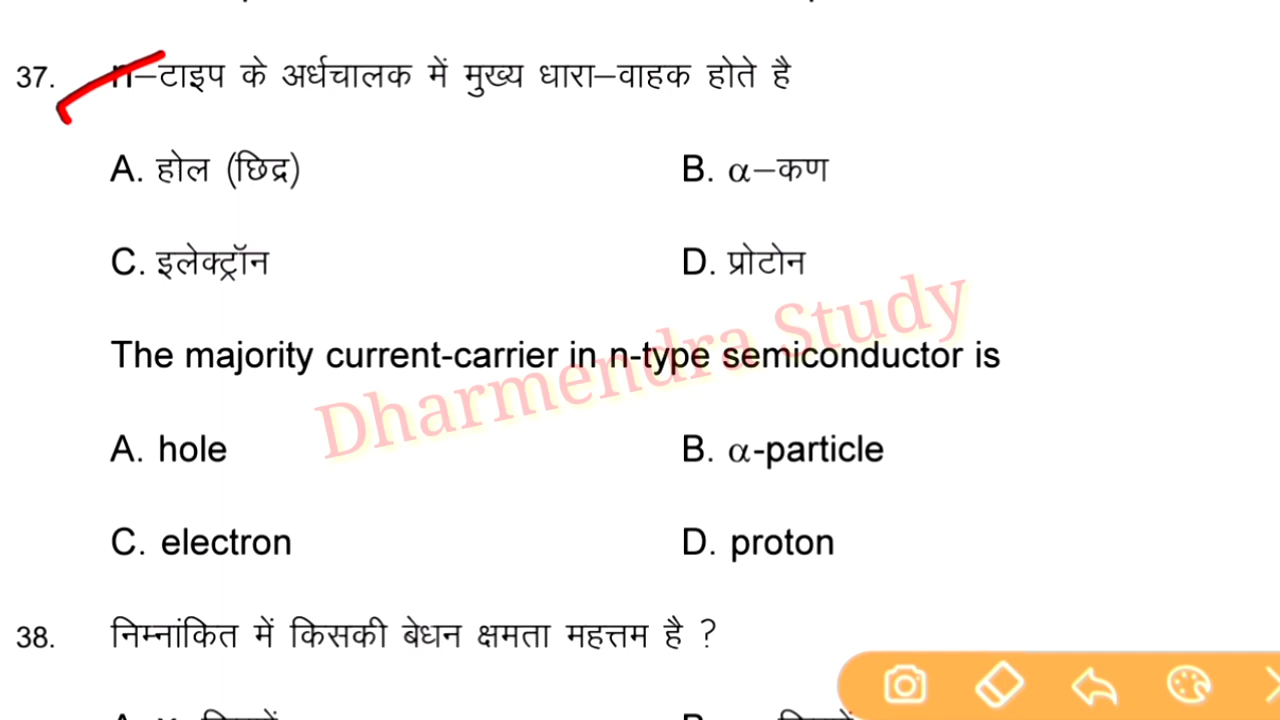 37. n–टाइप के अर्धचालक में मुख्य धारा–वाहक होते है
A. होल (छिद्र) B. α–कण
C. इलेक्ट्रॉन D. प्रोटोन
The majority current-carrier in n-type semiconductor is
Dharmendra Study
A. hole B. α-particle
C. electron D. proton
38. निम्नांकित में किसकी बेधन क्षमता महत्तम है ?